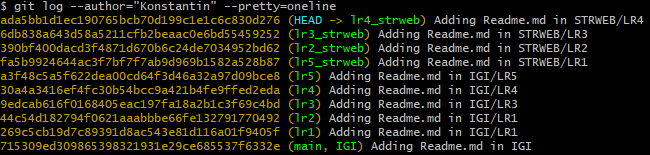 $ git log --author="Konstantin" --pretty=oneline
ada5bb1d1ec190765bcb70d199c1e1c6c830d276 (HEAD -> lr4_strweb) Adding Readme.md in STRWEB/LR4
6db838a643d58a5211cfb2beaac0e6bd55459252 (lr3_strweb) Adding Readme.md in STRWEB/LR3
390bf400dacd3f4871d670b6c24de7034952bd62 (lr2_strweb) Adding Readme.md in STRWEB/LR2
fa5b9924644ac3f7bf7f7ab9d969b1582a528b87 (lr5_strweb) Adding Readme.md in STRWEB/LR1
a3f48c5a5f622dea00cd64f3d46a32a97d09bce8 (lr5) Adding Readme.md in IGI/LR5
30a4a3416ef4fc30b54bcc9a421b4fe9ffed2eda (lr4) Adding Readme.md in IGI/LR4
9edcab616f0168405eac197fa18a2b1c3f69c4bd (lr3) Adding Readme.md in IGI/LR3
44c54d182794f0621aaabbbe66fe132791770492 (lr2) Adding Readme.md in IGI/LR1
269c5cb19d7c89391d8ac543e81d116a01f9405f (lr1) Adding Readme.md in IGI/LR1
715309ed309865398321931e29ce685537f6332e (main, IGI) Adding Readme.md in IGI